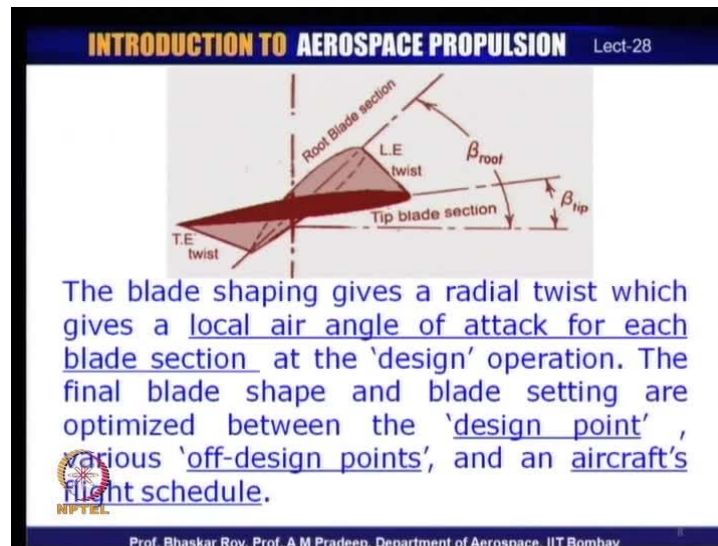 INTRODUCTION TO AEROSPACE PROPULSION Lect-28
Root Blade section
L.E
twist
βroot
βtip
Tip blade section
T.E
twist
The blade shaping gives a radial twist which
gives a local air angle of attack for each
blade section at the ‘design’ operation. The
final blade shape and blade setting are
optimized between the ‘design point’ ,
various ‘off-design points’, and an aircraft’s
flight schedule.
NPTEL
8
Prof. Bhaskar Roy, Prof. A M Pradeep, Department of Aerospace, IIT Bombay